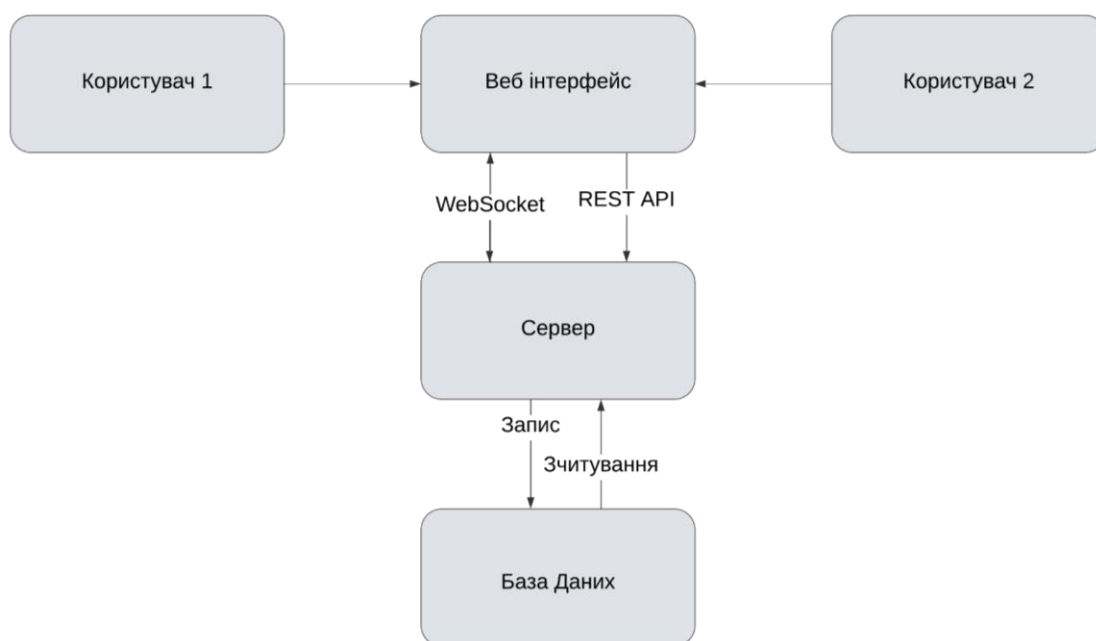 Користувач 1
Веб інтерфейс
Користувач 2
WebSocket
REST API
Сервер
Запис
Зчитування
База Даних